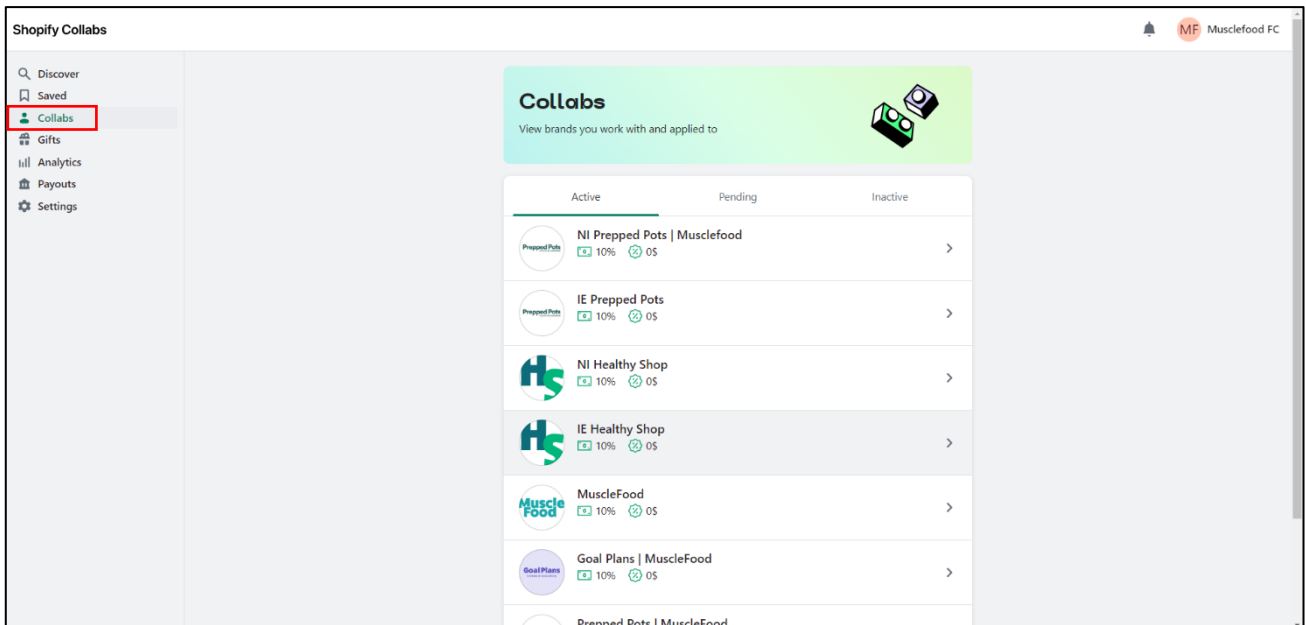 Shopify Collabs
MF Musclefood FC
Discover
Saved
Collabs
Gifts
Analytics
Payouts
Settings
Collabs
View brands you work with and applied to
Active Pending Inactive
Prepped Pots
NI Prepped Pots | Musclefood
10% 0$
Prepped Pots
IE Prepped Pots
10% 0$
HS
NI Healthy Shop
10% 0$
HS
IE Healthy Shop
10% 0$
Muscle
Food
MuscleFood
10% 0$
Goal Plans
Goal Plans | MuscleFood
10% 0$
Prepped Pots | MuscleFood